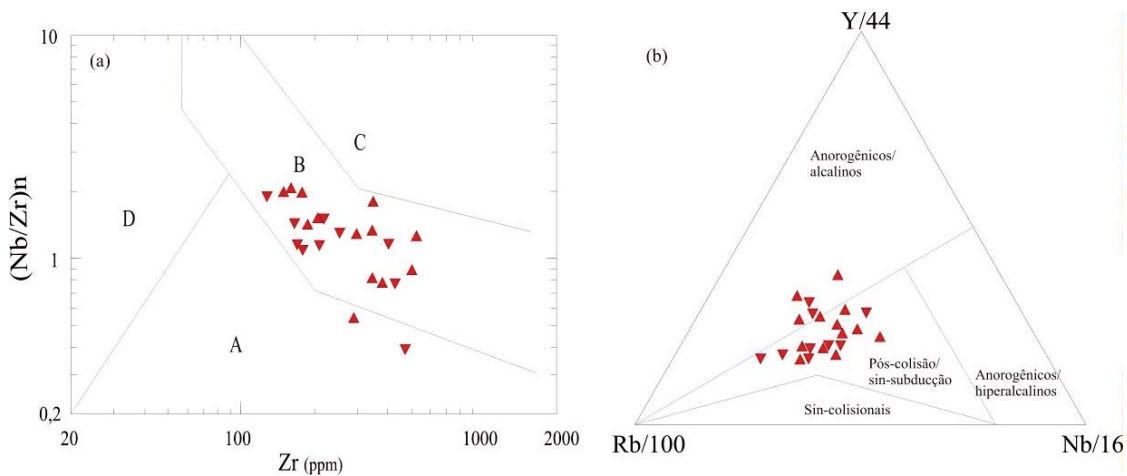 (a)
10
(Nb/Zr)n
1
0,2
A
B
C
D
20
100
1000
2000
Zr (ppm)
(b)
Y/44
Anorogênicos/
alcalinos
Pós-colisão/
sin-subducção
Anorogênicos/
hiperalcalinos
Sin-colisionais
Rb/100
Nb/16